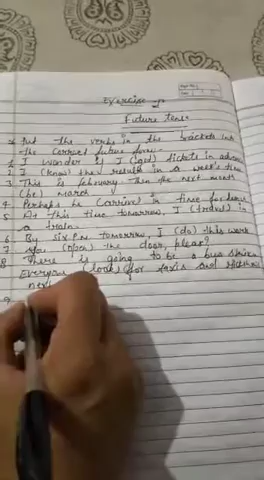 Exercise - J
Future Tense
* Put the verbs in the brackets into
the correct future form.
1 I wonder if I (get) tickets in advance
2 I (know) the result in a week's time
3 This is february. Then the next month
(be) march
4 Perhaps he (arrive) in time for
5 At this time tomorrow, I (travel) in
a train.
6 By six P.M. tomorrow, I (do) this work
7 you (open) the door, please?
8 There is going to be a bus strike
Everyone (look) for taxis and
next
9